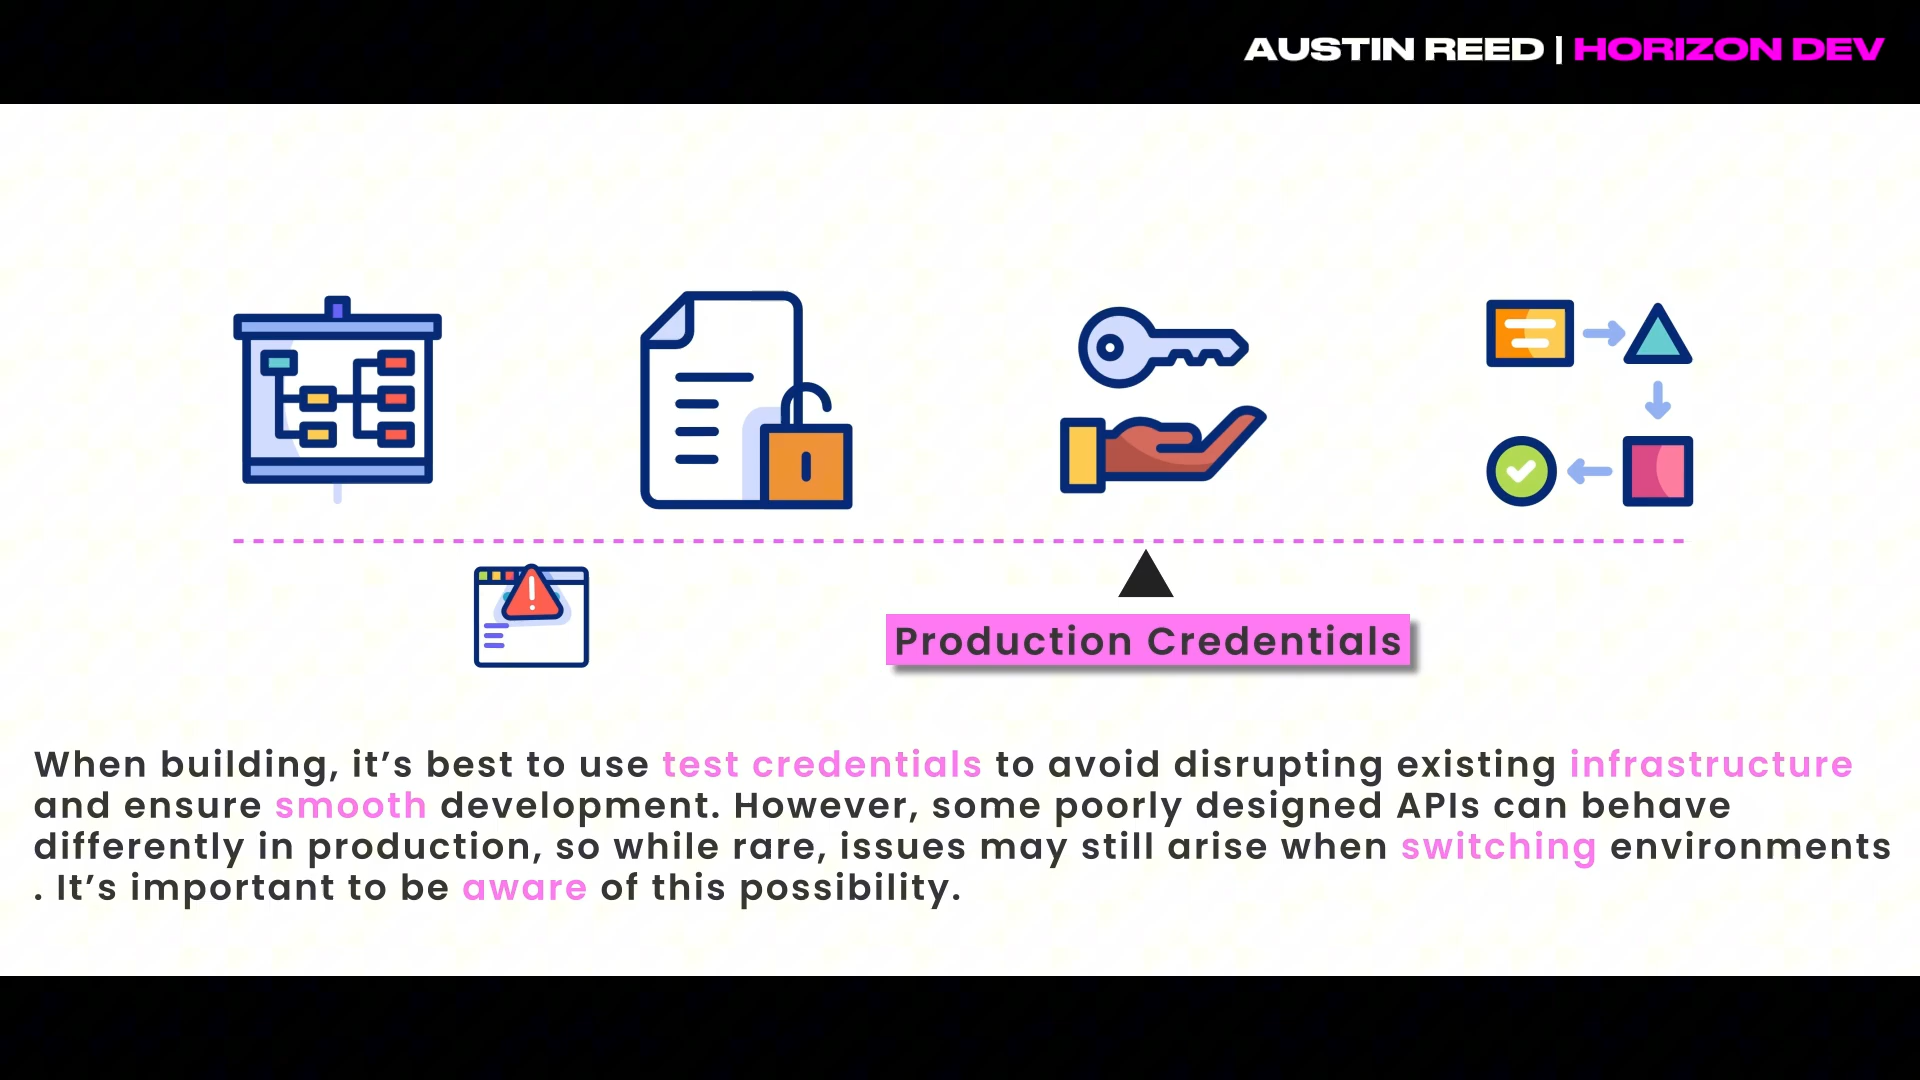 AUSTIN REED | HORIZON DEV
Production Credentials
When building, it’s best to use test credentials to avoid disrupting existing infrastructure
and ensure smooth development. However, some poorly designed APIs can behave
differently in production, so while rare, issues may still arise when switching environments
. It’s important to be aware of this possibility.